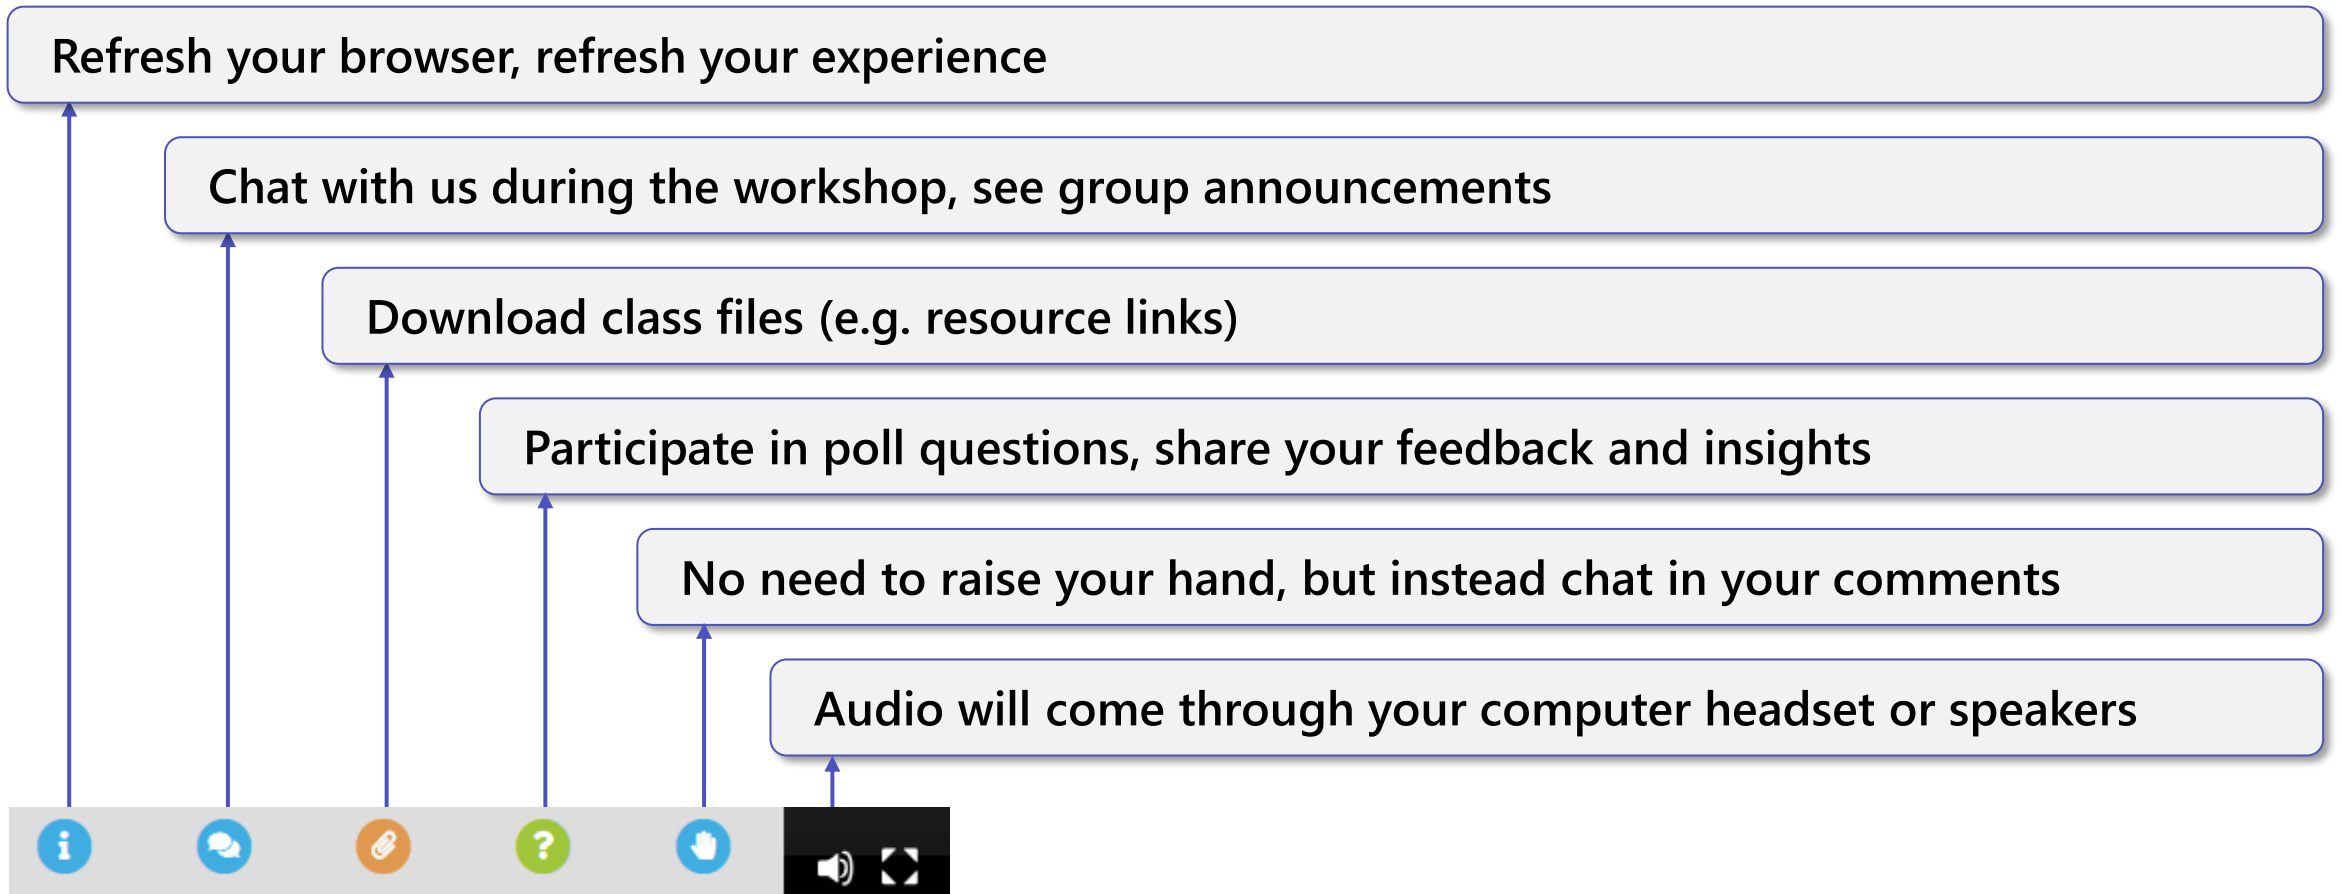 Refresh your browser, refresh your experience
Chat with us during the workshop, see group announcements
Download class files (e.g. resource links)
Participate in poll questions, share your feedback and insights
No need to raise your hand, but instead chat in your comments
Audio will come through your computer headset or speakers
i
?